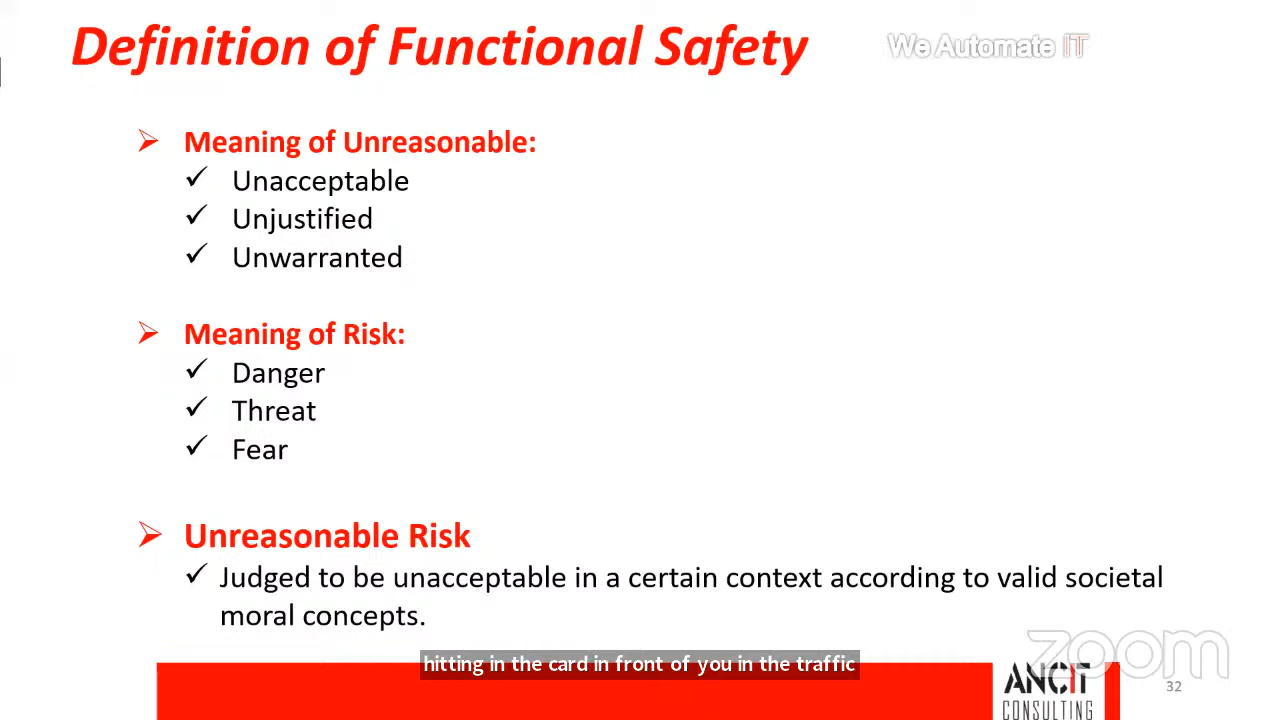 Definition of Functional Safety
We Automate IT
Meaning of Unreasonable:
Unacceptable
Unjustified
Unwarranted
Meaning of Risk:
Danger
Threat
Fear
Unreasonable Risk
Judged to be unacceptable in a certain context according to valid societal
moral concepts.
hitting in the card in front of you in the traffic
zoom
ANCIT
CONSULTING
32